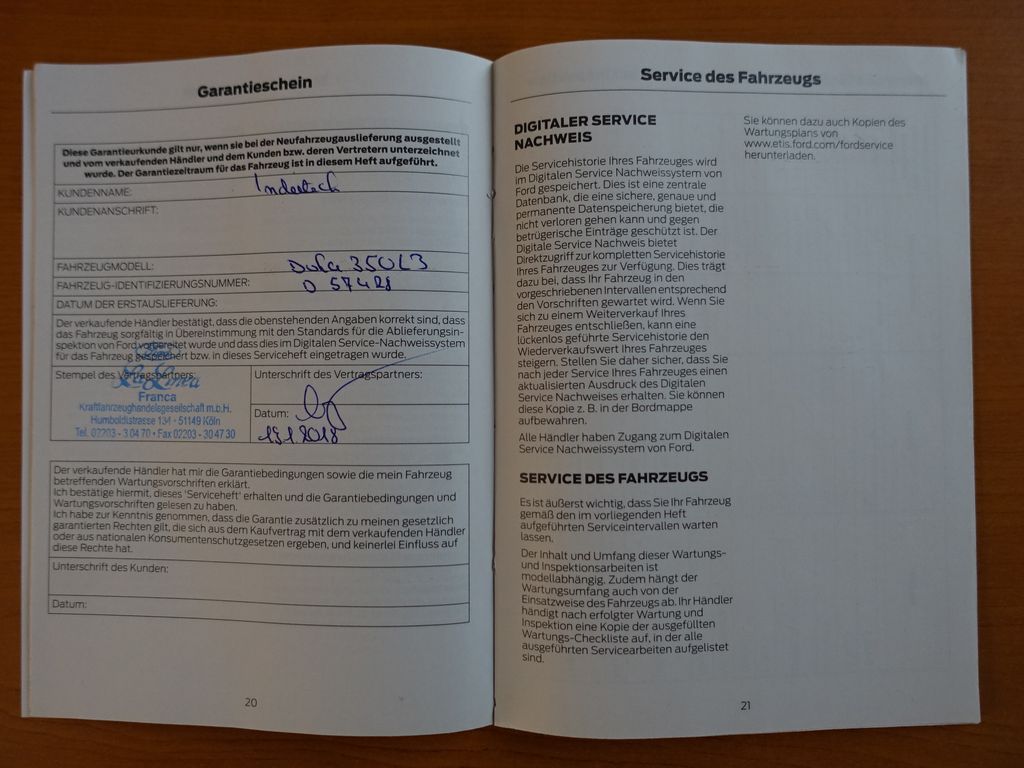 Garantieschein
Diese Garantieurkunde gilt nur, wenn sie bei der Neufahrzeugauslieferung ausgestellt
und vom verkaufenden Händler und dem Kunden bzw. deren Vertretern unterzeichnet
wurde. Der Garantiezeitraum für das Fahrzeug ist in diesem Heft aufgeführt.
KUNDENNAME:
KUNDENANSCHRIFT:
FAHRZEUGMODELL: 350L3
FAHRZEUG-IDENTIFIZIERUNGSNUMMER:
DATUM DER ERSTAUSLIEFERUNG:
Der verkaufende Händler bestätigt, dass die obenstehenden Angaben korrekt sind, dass
das Fahrzeug sorgfältig in Übereinstimmung mit den Standards für die Ablieferungsin-
spektion von Ford vorbereitet wurde und dass dies im Digitalen Service-Nachweissystem
für das Fahrzeug gespeichert bzw. in dieses Serviceheft eingetragen wurde.
Stempel des Vertragspartners:
La Linea
Franca
Kraftfahrzeughandelsgesellschaft m.b.H.
Humboldtstrasse 134 · 51149 Köln
Tel. 02203 - 3 04 70 · Fax 02203 - 30 47 30
Unterschrift des Vertragspartners:
Datum:
Der verkaufende Händler hat mir die Garantiebedingungen sowie die mein Fahrzeug
betreffenden Wartungsvorschriften erklärt.
Ich bestätige hiermit, dieses 'Serviceheft' erhalten und die Garantiebedingungen und
Wartungsvorschriften gelesen zu haben.
Ich habe zur Kenntnis genommen, dass die Garantie zusätzlich zu meinen gesetzlich
garantierten Rechten gilt, die sich aus dem Kaufvertrag mit dem verkaufenden Händler
oder aus nationalen Konsumentenschutzgesetzen ergeben, und keinerlei Einfluss auf
diese Rechte hat.
Unterschrift des Kunden:
Datum:
20
Service des Fahrzeugs
DIGITALER SERVICE
NACHWEIS
Die Servicehistorie Ihres Fahrzeuges wird
im Digitalen Service Nachweissystem von
Ford gespeichert. Dies ist eine zentrale
Datenbank, die eine sichere, genaue und
permanente Datenspeicherung bietet, die
nicht verloren gehen kann und gegen
betrügerische Einträge geschützt ist. Der
Digitale Service Nachweis bietet
Direktzugriff zur kompletten Servicehistorie
Ihres Fahrzeuges zur Verfügung. Dies trägt
dazu bei, dass Ihr Fahrzeug in den
vorgeschriebenen Intervallen entsprechend
den Vorschriften gewartet wird. Wenn Sie
sich zu einem Weiterverkauf Ihres
Fahrzeuges entschließen, kann eine
lückenlos geführte Servicehistorie den
Wiederverkaufswert Ihres Fahrzeuges
steigern. Stellen Sie daher sicher, dass Sie
nach jeder Service Ihres Fahrzeuges einen
aktualisierten Ausdruck des Digitalen
Service Nachweises erhalten. Sie können
diese Kopie z. B. in der Bordmappe
aufbewahren.
Alle Händler haben Zugang zum Digitalen
Service Nachweissystem von Ford.
SERVICE DES FAHRZEUGS
Es ist äußerst wichtig, dass Sie Ihr Fahrzeug
gemäß den im vorliegenden Heft
aufgeführten Serviceintervallen warten
lassen.
Der Inhalt und Umfang dieser Wartungs-
und Inspektionsarbeiten ist
modellabhängig. Zudem hängt der
Wartungsumfang auch von der
Einsatzweise des Fahrzeugs ab. Ihr Händler
händigt nach erfolgter Wartung und
Inspektion eine Kopie der ausgefüllten
Wartungs-Checkliste auf, in der alle
ausgeführten Servicearbeiten aufgelistet
sind.
Sie können dazu auch Kopien des
Wartungsplans von
www.etis.ford.com/fordservice
herunterladen.
21